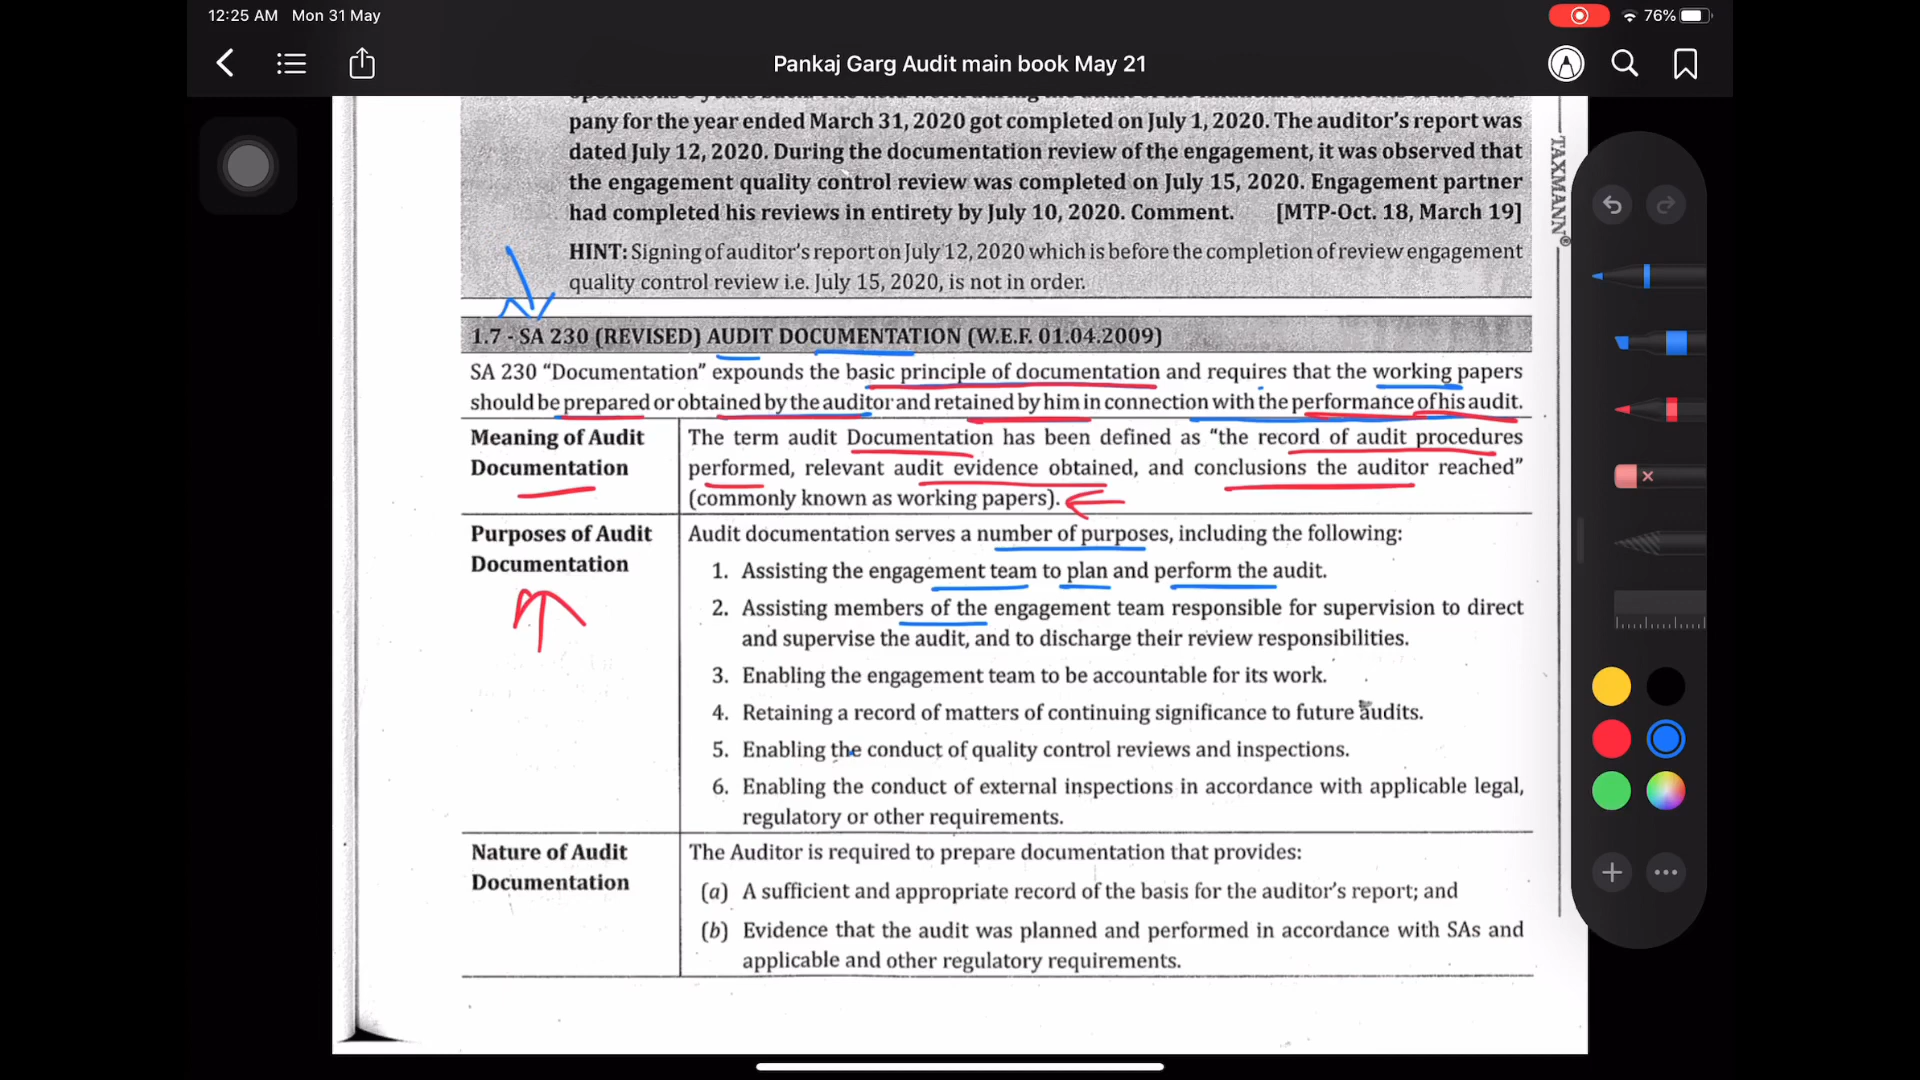 12:25 AM Mon 31 May
76%
Pankaj Garg Audit main book May 21
pany for the year ended March 31, 2020 got completed on July 1, 2020. The auditor's report was
dated July 12, 2020. During the documentation review of the engagement, it was observed that
the engagement quality control review was completed on July 15, 2020. Engagement partner
had completed his reviews in entirety by July 10, 2020. Comment. [MTP-Oct. 18, March 19]
HINT: Signing of auditor's report on July 12, 2020 which is before the completion of review engagement
quality control review i.e. July 15, 2020, is not in order.
TAXMANN®
1.7 - SA 230 (REVISED) AUDIT DOCUMENTATION (W.E.F. 01.04.2009)
SA 230 "Documentation" expounds the basic principle of documentation and requires that the working papers
should be prepared or obtained by the auditor and retained by him in connection with the performance of his audit.
Meaning of Audit
Documentation
The term audit Documentation has been defined as "the record of audit procedures
performed, relevant audit evidence obtained, and conclusions the auditor reached"
(commonly known as working papers).
Purposes of Audit
Documentation
Audit documentation serves a number of purposes, including the following:
1. Assisting the engagement team to plan and perform the audit.
2. Assisting members of the engagement team responsible for supervision to direct
and supervise the audit, and to discharge their review responsibilities.
3. Enabling the engagement team to be accountable for its work.
4. Retaining a record of matters of continuing significance to future audits.
5. Enabling the conduct of quality control reviews and inspections.
6. Enabling the conduct of external inspections in accordance with applicable legal,
regulatory or other requirements.
Nature of Audit
Documentation
The Auditor is required to prepare documentation that provides:
(a) A sufficient and appropriate record of the basis for the auditor's report; and
(b) Evidence that the audit was planned and performed in accordance with SAs and
applicable and other regulatory requirements.